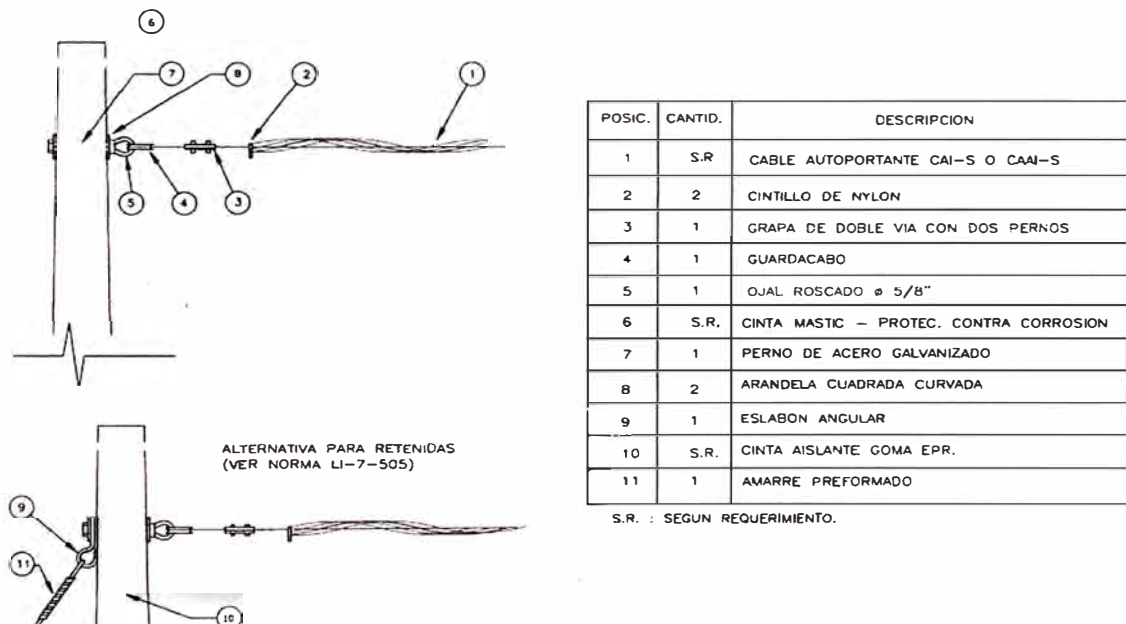 6
7
8
2
1
5
4
3
ALTERNATIVA PARA RETENIDAS
(VER NORMA LI-7-505)
9
11
10
POSIC. CANTID. DESCRIPCION
1 S.R CABLE AUTOPORTANTE CAI-S O CAAI-S
2 2 CINTILLO DE NYLON
3 1 GRAPA DE DOBLE VIA CON DOS PERNOS
4 1 GUARDACABO
5 1 OJAL ROSCADO ø 5/8"
6 S.R. CINTA MASTIC - PROTEC. CONTRA CORROSION
7 1 PERNO DE ACERO GALVANIZADO
8 2 ARANDELA CUADRADA CURVADA
9 1 ESLABON ANGULAR
10 S.R. CINTA AISLANTE GOMA EPR.
11 1 AMARRE PREFORMADO
S.R. : SEGUN REQUERIMIENTO.